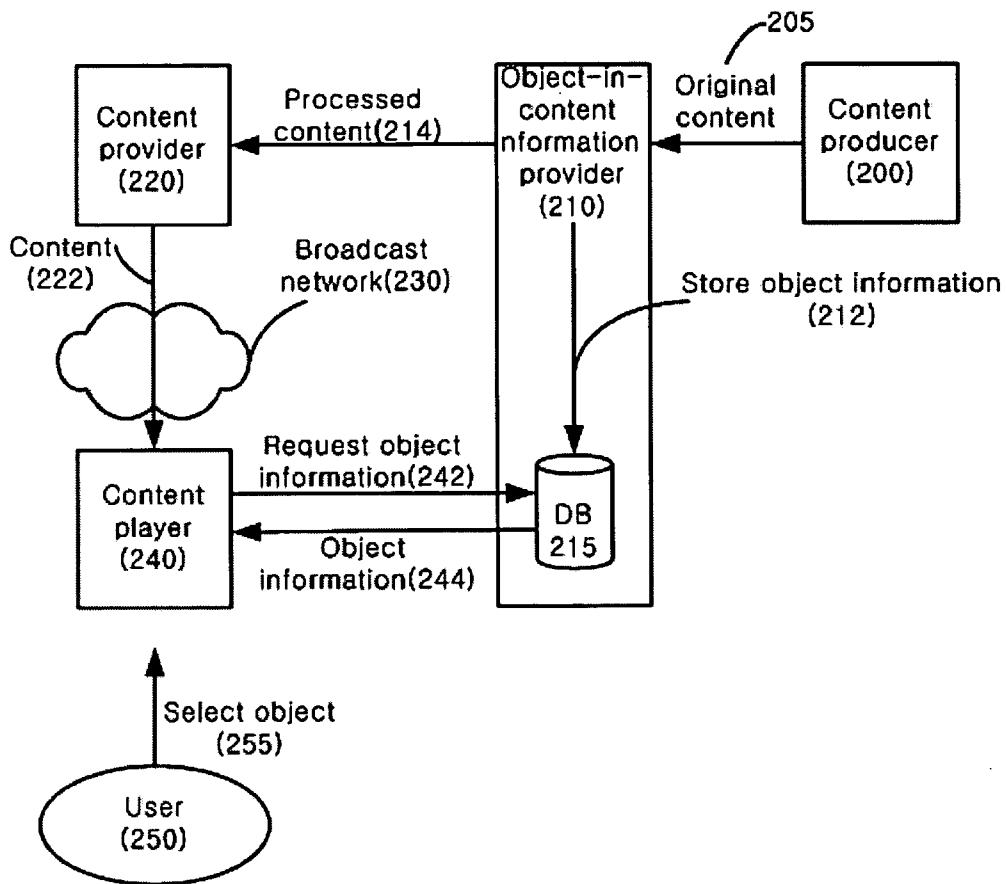 205
Original
content
Content
producer
(200)
Object-in-
content
nformation
provider
(210)
Processed
content(214)
Content
provider
(220)
Content
(222)
Broadcast
network(230)
Store object information
(212)
Request object
information(242)
Content
player
(240)
DB
215
Object
information(244)
Select object
(255)
User
(250)